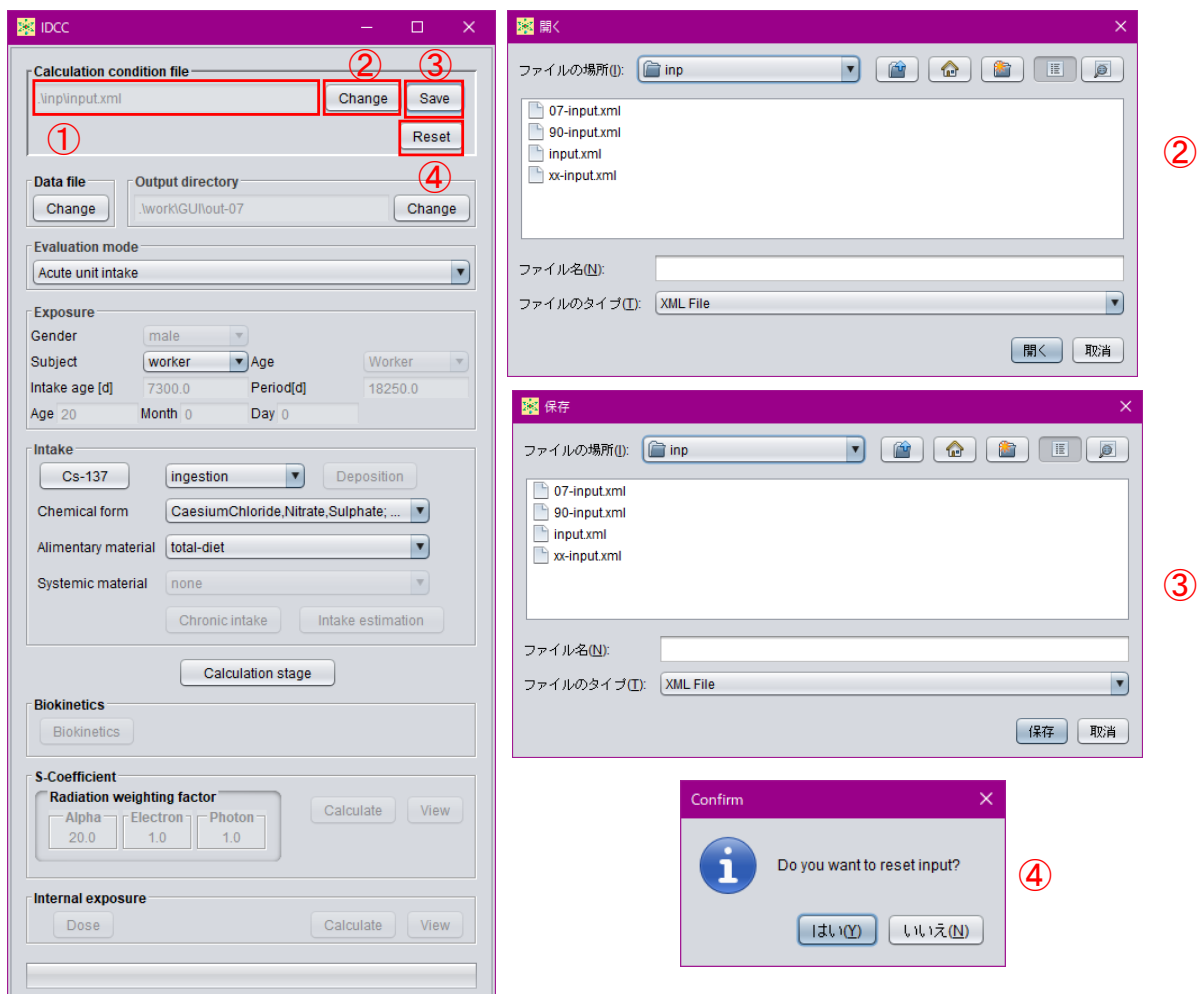 IDCC
Calculation condition file
② ③
.\inp\input.xml Change Save
① Reset
④
Data file Output directory
Change .\work\GUI\out-07 Change
Evaluation mode
Acute unit intake
Exposure
Gender male
Subject worker Age Worker
Intake age [d] 7300.0 Period[d] 18250.0
Age 20 Month 0 Day 0
Intake
Cs-137 ingestion Deposition
Chemical form CaesiumChloride,Nitrate,Sulphate; ...
Alimentary material total-diet
Systemic material none
Chronic intake Intake estimation
Calculation stage
Biokinetics
Biokinetics
S-Coefficient
Radiation weighting factor
Alpha Electron Photon
20.0 1.0 1.0 Calculate View
Internal exposure
Dose Calculate View
開く
ファイルの場所(I): inp
07-input.xml
90-input.xml
input.xml
xx-input.xml
②
ファイル名(N):
ファイルのタイプ(T): XML File
開く 取消
保存
ファイルの場所(I): inp
07-input.xml
90-input.xml
input.xml
xx-input.xml
③
ファイル名(N):
ファイルのタイプ(T): XML File
保存 取消
Confirm
Do you want to reset input?
④
はい(Y) いいえ(N)